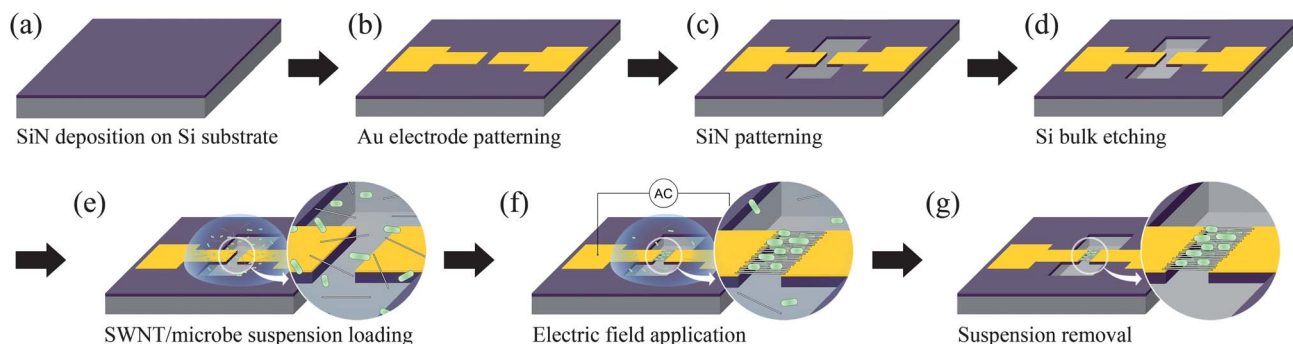 (a)
(b)
(c)
(d)
SiN deposition on Si substrate
Au electrode patterning
SiN patterning
Si bulk etching
(e)
(f)
AC
(g)
SWNT/microbe suspension loading
Electric field application
Suspension removal